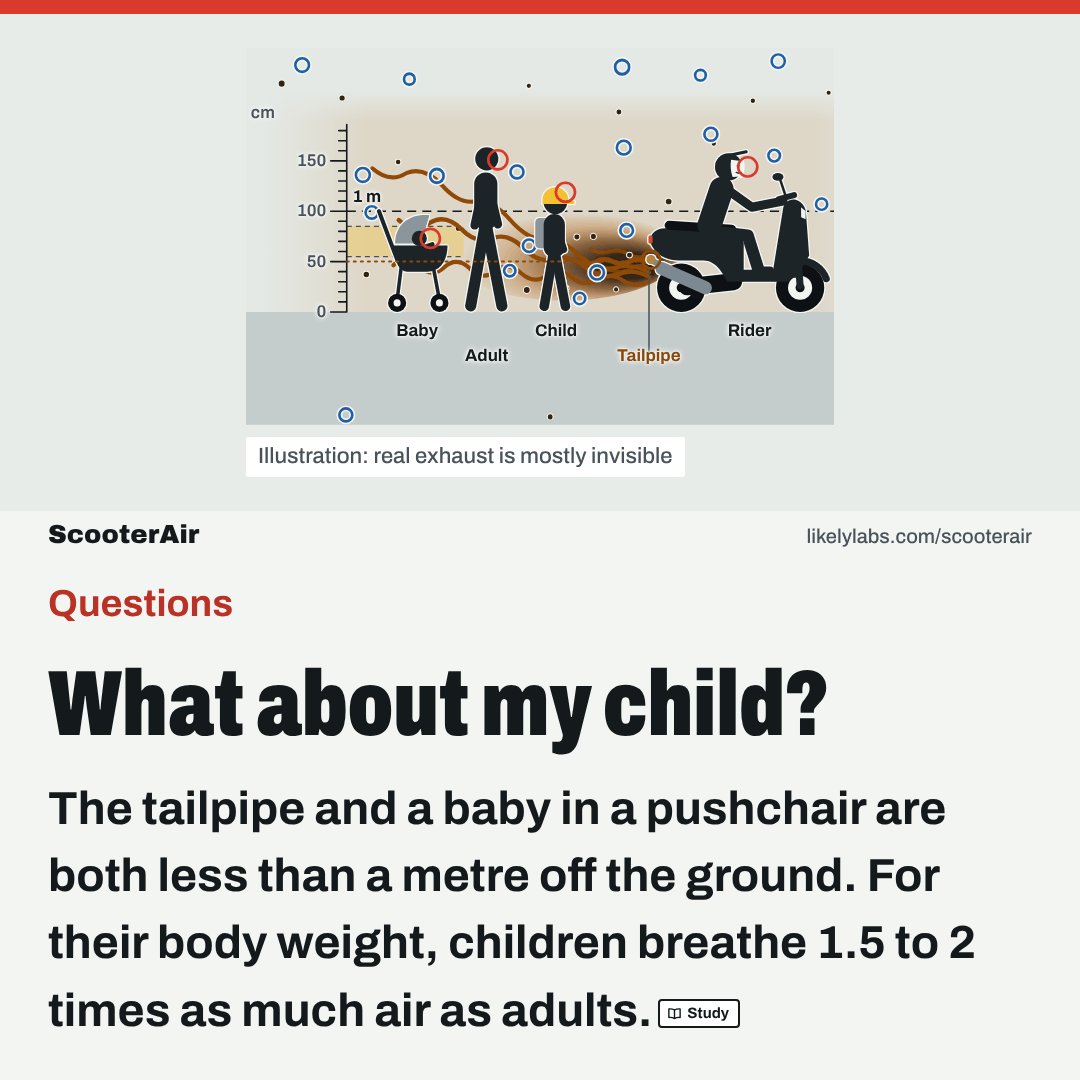 cm
150
1 m
100
50
0
Baby
Child
Rider
Adult
Tailpipe
Illustration: real exhaust is mostly invisible
ScooterAir
likelylabs.com/scooterair
Questions
What about my child?
The tailpipe and a baby in a pushchair are
both less than a metre off the ground. For
their body weight, children breathe 1.5 to 2
times as much air as adults. Study